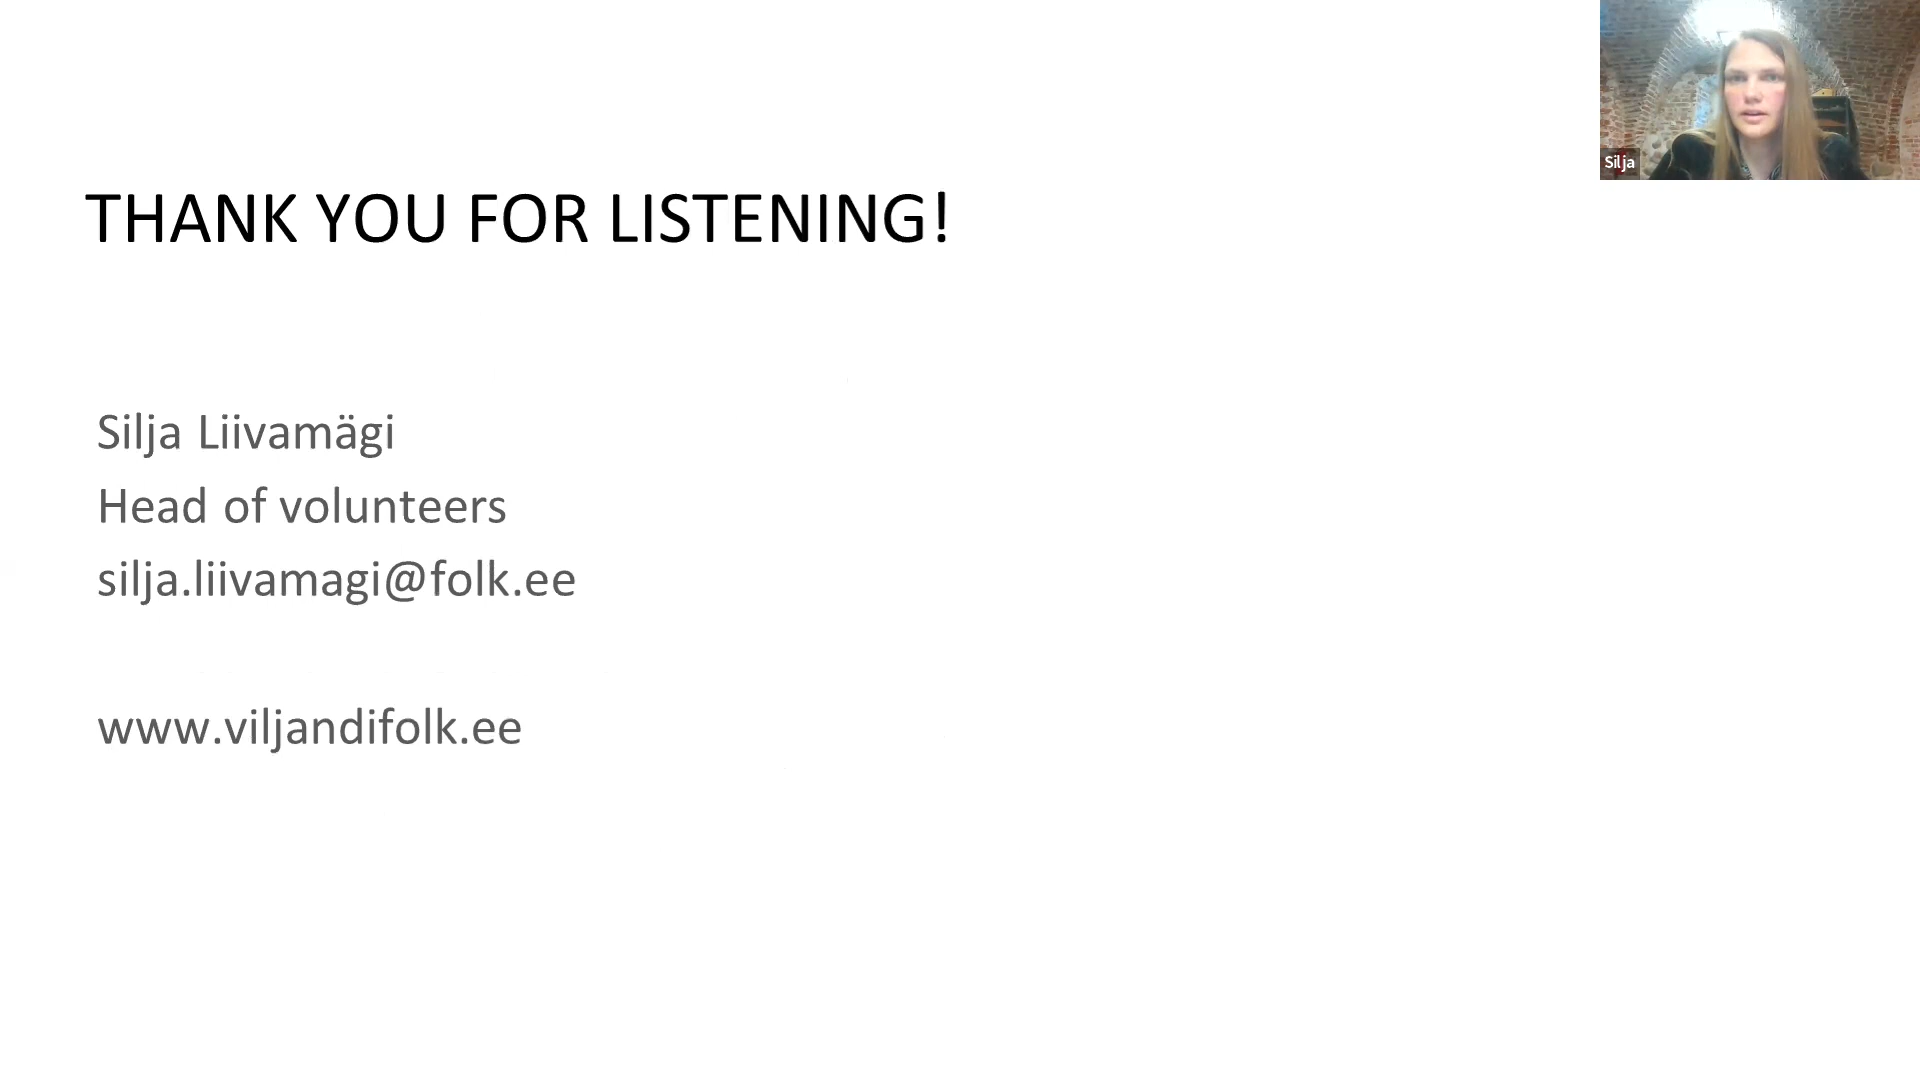 Silja
THANK YOU FOR LISTENING!
Silja Liivamägi
Head of volunteers
silja.liivamagi@folk.ee
www.viljandifolk.ee